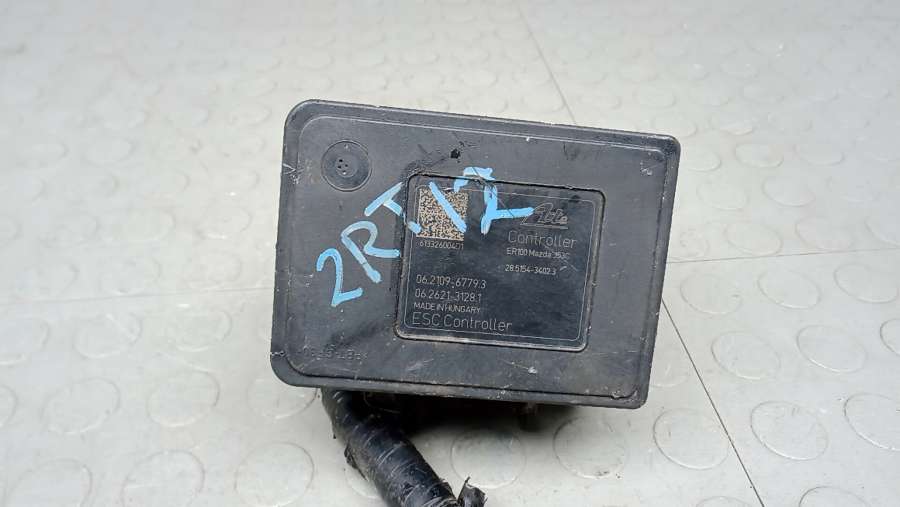 2RT.12
Ate
61332600401
Controller
ER100 Mazda J53C
28.5154-3402.3
06.2109-6779.3
06.2621-3128.1
MADE IN HUNGARY
ESC Controller